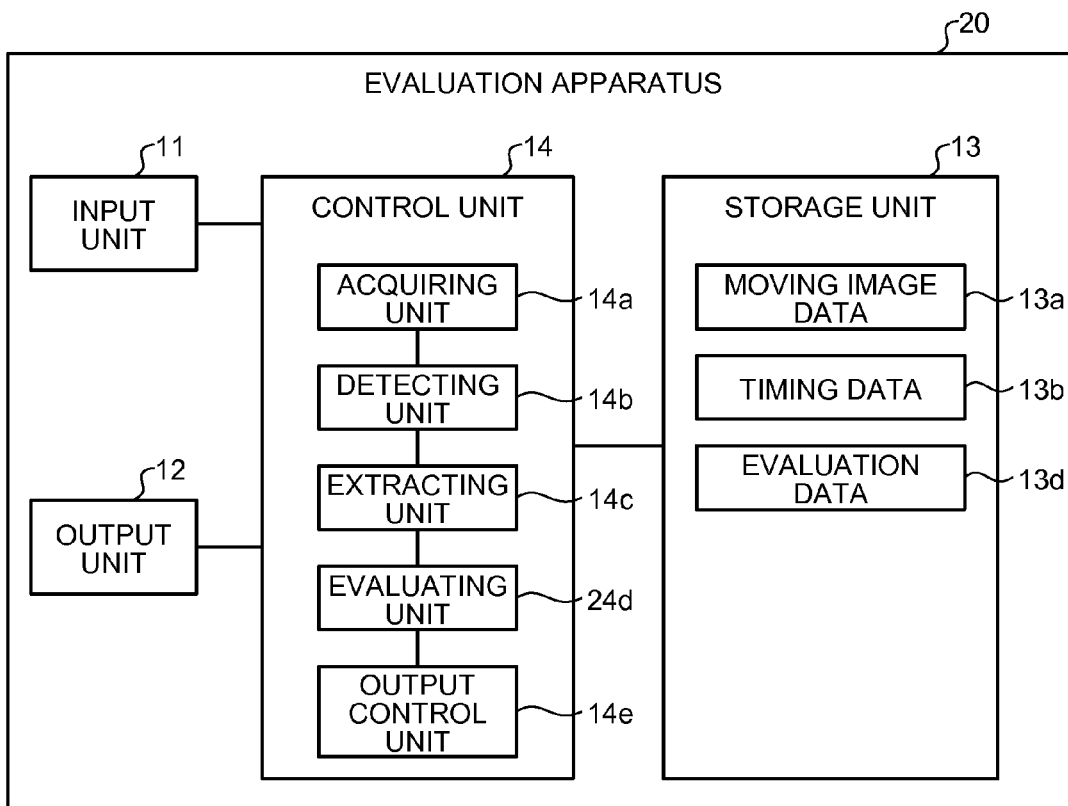 20
EVALUATION APPARATUS
11
INPUT
UNIT
12
OUTPUT
UNIT
14
CONTROL UNIT
ACQUIRING
UNIT
14a
DETECTING
UNIT
14b
EXTRACTING
UNIT
14c
EVALUATING
UNIT
24d
OUTPUT
CONTROL
UNIT
14e
13
STORAGE UNIT
MOVING IMAGE
DATA
13a
TIMING DATA
13b
EVALUATION
DATA
13d